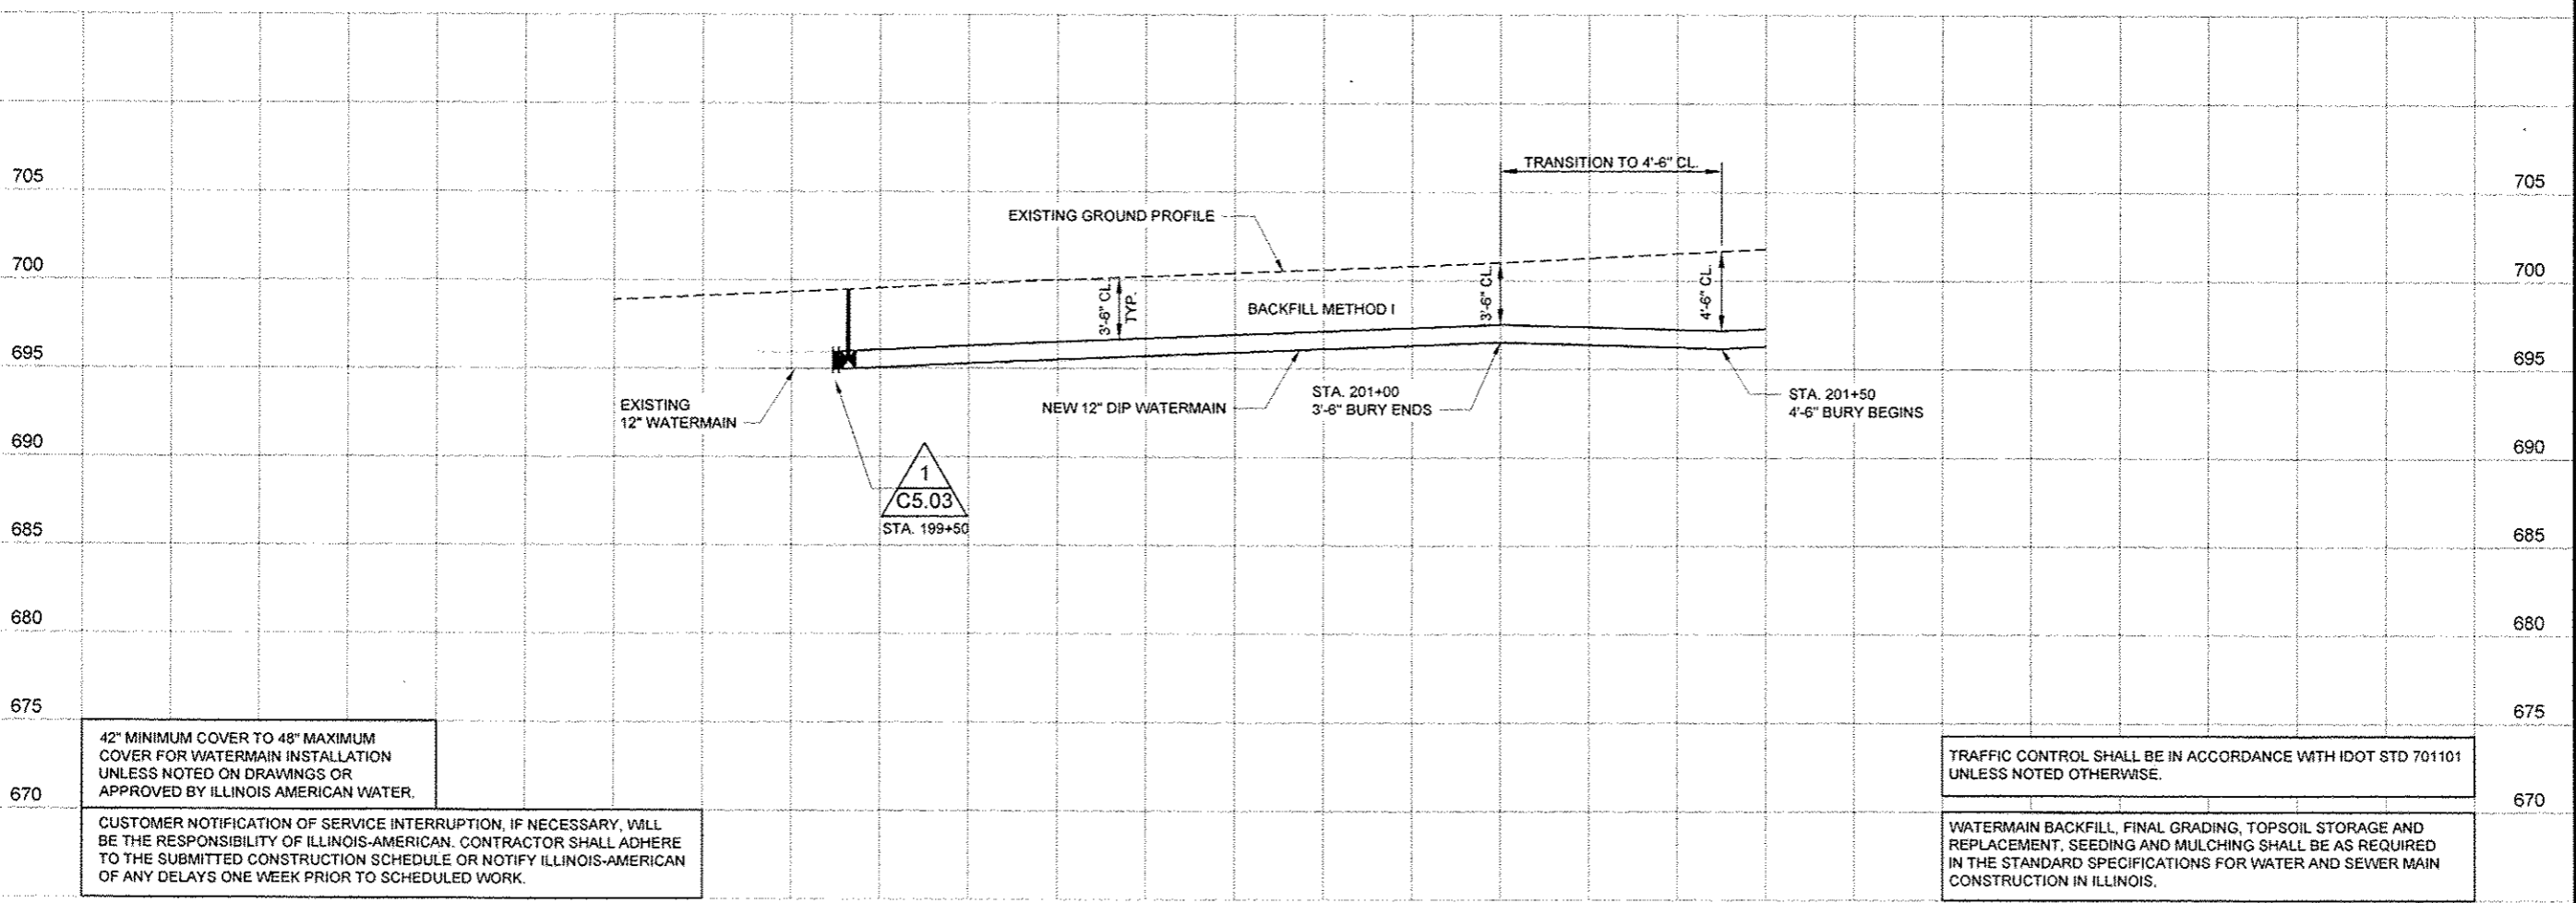 TRANSITION TO 4'-6" CL.
705
705
EXISTING GROUND PROFILE
700
700
3'-6" CL.
TYP.
BACKFILL METHOD I
3'-6" CL.
4'-6" CL.
695
695
EXISTING
12" WATERMAIN
NEW 12" DIP WATERMAIN
STA. 201+00
3'-6" BURY ENDS
STA. 201+50
4'-6" BURY BEGINS
690
690
1
C5.03
STA. 199+50
685
685
680
680
675
675
42" MINIMUM COVER TO 48" MAXIMUM
COVER FOR WATERMAIN INSTALLATION
UNLESS NOTED ON DRAWINGS OR
APPROVED BY ILLINOIS AMERICAN WATER.
TRAFFIC CONTROL SHALL BE IN ACCORDANCE WITH IDOT STD 701101
UNLESS NOTED OTHERWISE.
670
670
CUSTOMER NOTIFICATION OF SERVICE INTERRUPTION, IF NECESSARY, WILL
BE THE RESPONSIBILITY OF ILLINOIS-AMERICAN. CONTRACTOR SHALL ADHERE
TO THE SUBMITTED CONSTRUCTION SCHEDULE OR NOTIFY ILLINOIS-AMERICAN
OF ANY DELAYS ONE WEEK PRIOR TO SCHEDULED WORK.
WATERMAIN BACKFILL, FINAL GRADING, TOPSOIL STORAGE AND
REPLACEMENT, SEEDING AND MULCHING SHALL BE AS REQUIRED
IN THE STANDARD SPECIFICATIONS FOR WATER AND SEWER MAIN
CONSTRUCTION IN ILLINOIS.